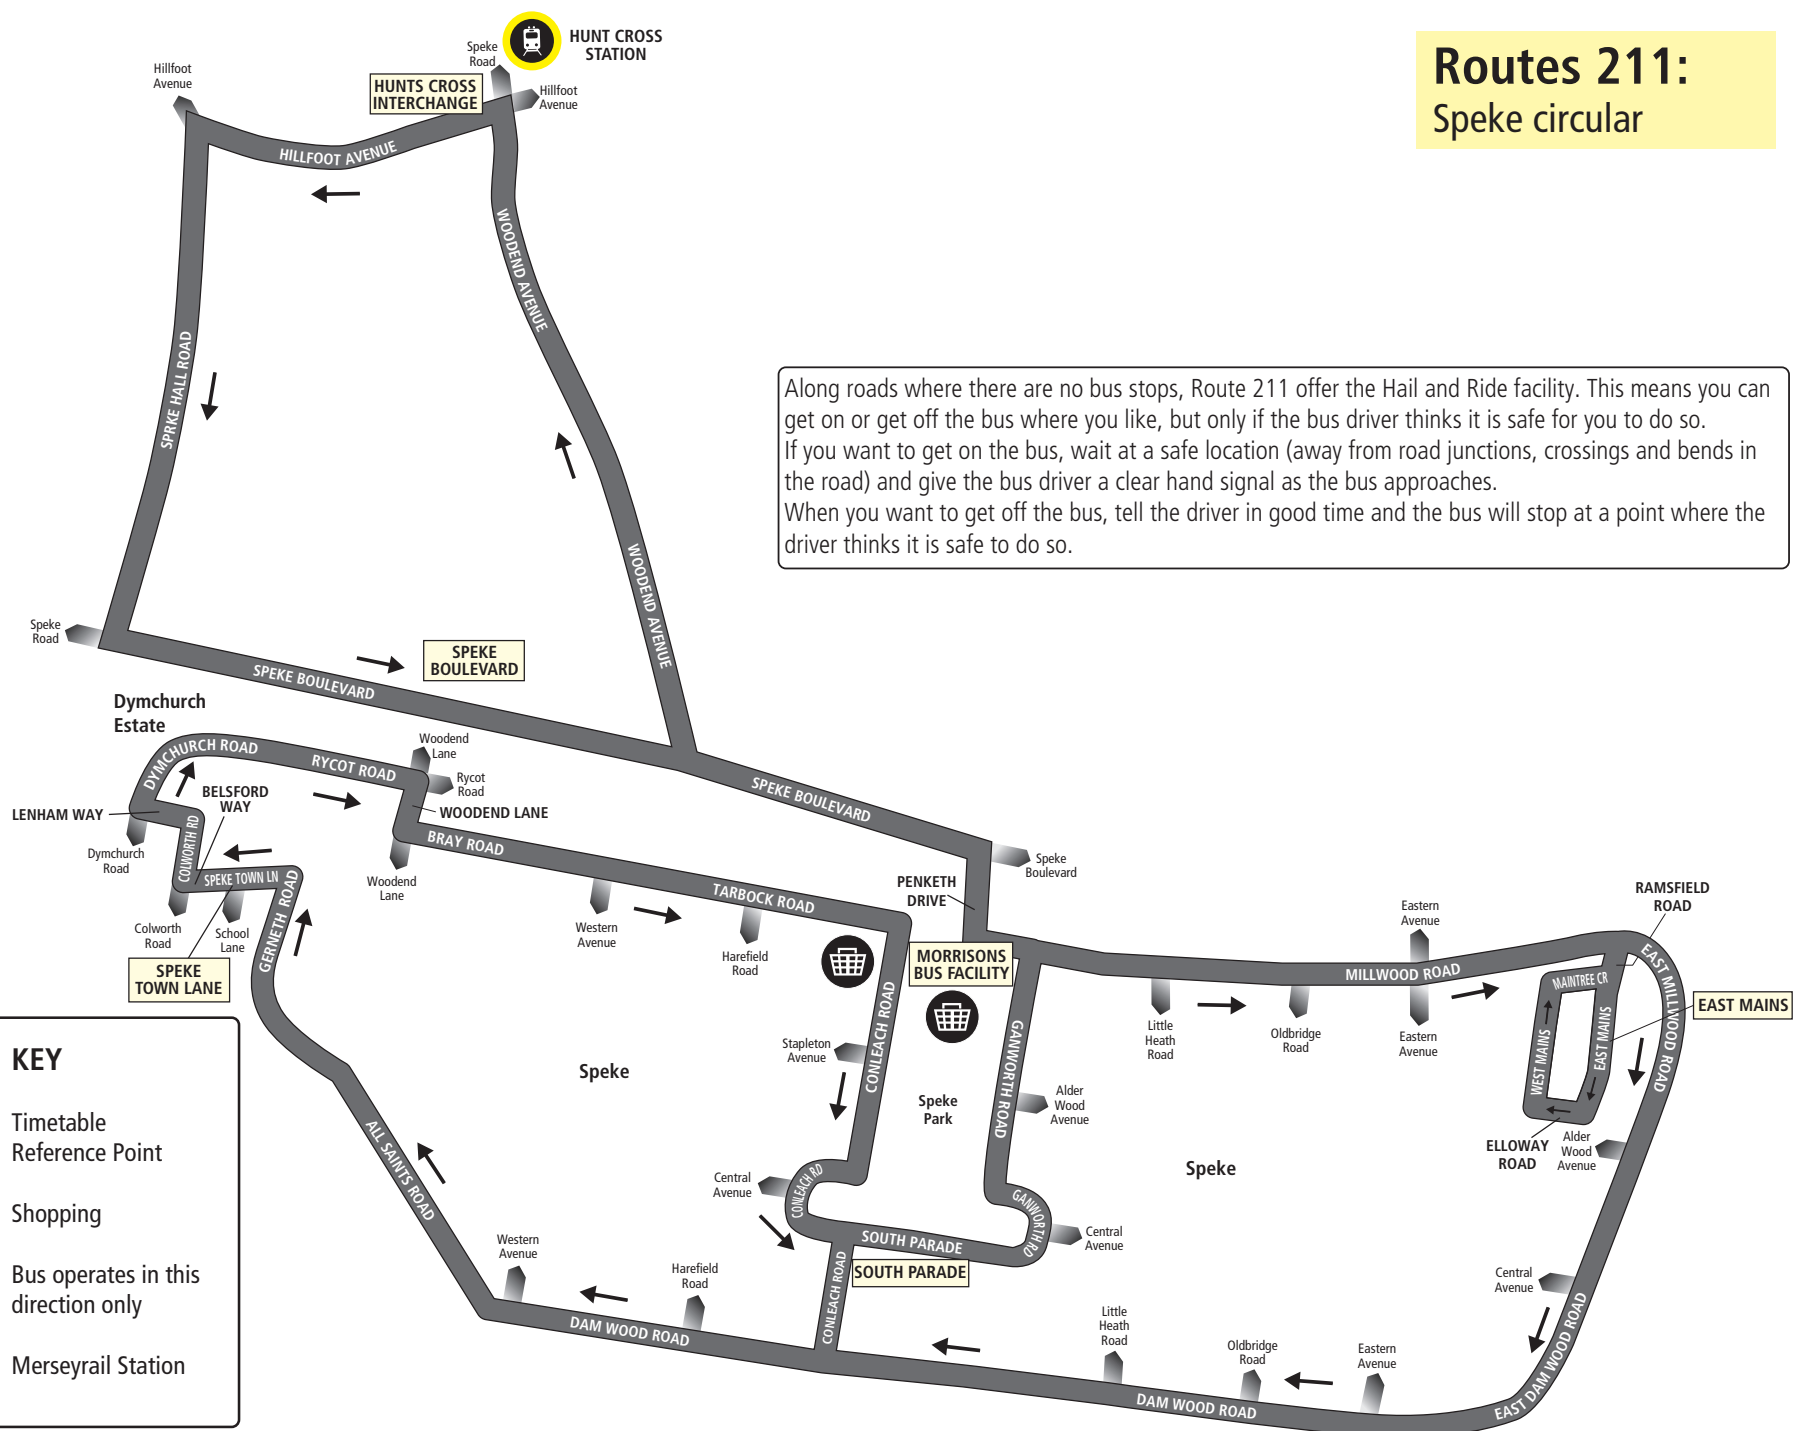 Routes 211:
Speke circular
HUNT CROSS
STATION
Speke
Road
HUNTS CROSS
INTERCHANGE
Hillfoot
Avenue
Hillfoot
Avenue
HILLFOOT AVENUE
WOODEND AVENUE
SPRKE HALL ROAD
WOODEND AVENUE
Along roads where there are no bus stops, Route 211 offer the Hail and Ride facility. This means you can
get on or get off the bus where you like, but only if the bus driver thinks it is safe for you to do so.
If you want to get on the bus, wait at a safe location (away from road junctions, crossings and bends in
the road) and give the bus driver a clear hand signal as the bus approaches.
When you want to get off the bus, tell the driver in good time and the bus will stop at a point where the
driver thinks it is safe to do so.
Speke
Road
SPEKE
BOULEVARD
SPEKE BOULEVARD
SPEKE BOULEVARD
Speke
Boulevard
Dymchurch
Estate
DYMCHURCH ROAD
RYCOT ROAD
Woodend
Lane
Rycot
Road
WOODEND LANE
BELSFORD
WAY
LENHAM WAY
Dymchurch
Road
COLWORTH RD
SPEKE TOWN LN
Colworth
Road
School
Lane
SPEKE
TOWN LANE
GERNETH ROAD
BRAY ROAD
Woodend
Lane
Western
Avenue
TARBOCK ROAD
Harefield
Road
PENKETH
DRIVE
MORRISONS
BUS FACILITY
CONLEACH ROAD
Stapleton
Avenue
Speke
Speke
Park
GANWORTH ROAD
Alder
Wood
Avenue
Little
Heath
Road
Oldbridge
Road
MILLWOOD ROAD
Eastern
Avenue
Eastern
Avenue
RAMSFIELD
ROAD
EAST MILLWOOD ROAD
MAINTREE CR
EAST MAINS
EAST MAINS
WEST MAINS
ELLOWAY
ROAD
Alder
Wood
Avenue
Speke
Central
Avenue
CONLEACH RD
GANWORTH RD
Central
Avenue
SOUTH PARADE
SOUTH PARADE
CONLEACH ROAD
ALL SAINTS ROAD
Western
Avenue
Harefield
Road
DAM WOOD ROAD
Little
Heath
Road
Oldbridge
Road
Eastern
Avenue
DAM WOOD ROAD
Central
Avenue
EAST DAM WOOD ROAD
KEY
Timetable
Reference Point
Shopping
Bus operates in this
direction only
Merseyrail Station